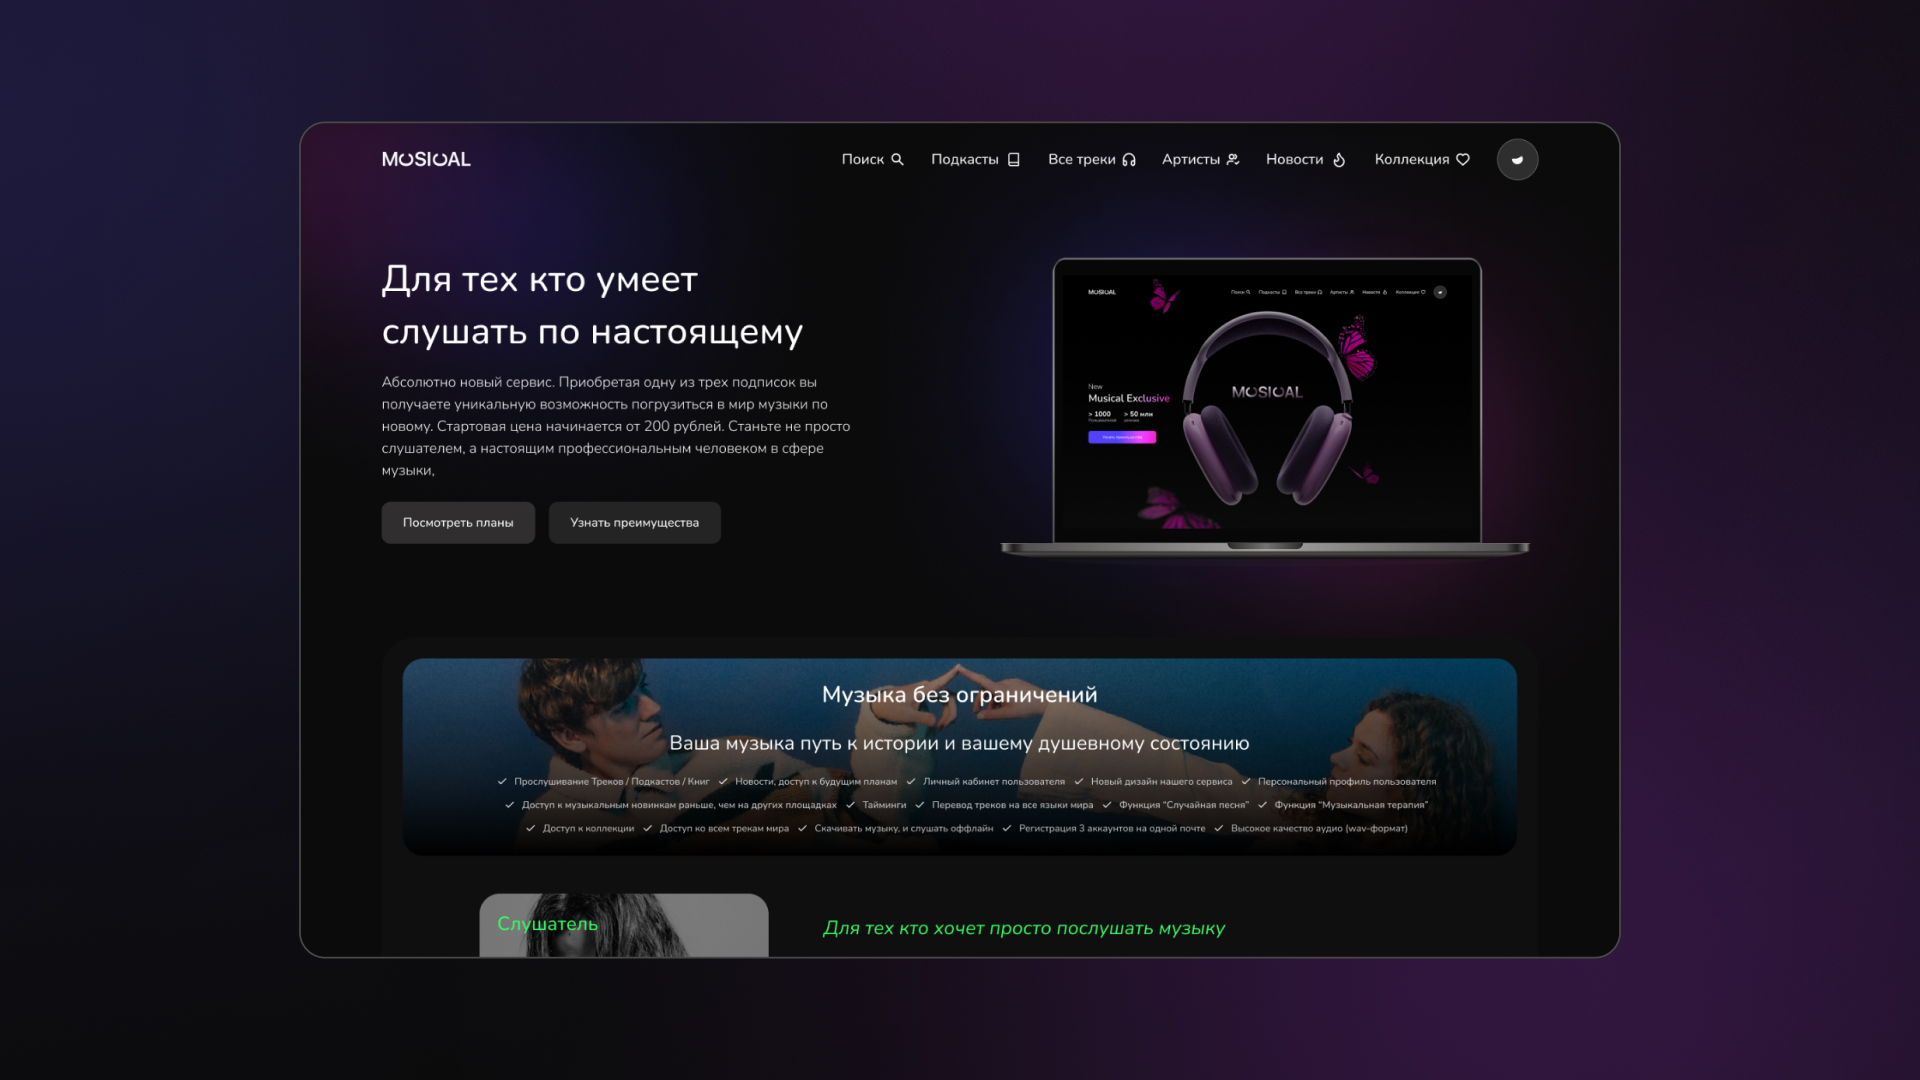 MUSICAL
Поиск Подкасты Все треки Артисты Новости Коллекция
Для тех кто умеет
слушать по настоящему
Абсолютно новый сервис. Приобретая одну из трех подписок вы
получаете уникальную возможность погрузиться в мир музыки по
новому. Стартовая цена начинается от 200 рублей. Станьте не просто
слушателем, а настоящим профессиональным человеком в сфере
музыки,
Посмотреть планы Узнать преимущества
MUSICAL Поиск Подкасты Все треки Артисты Новости Коллекция
MUSICAL
New
Musical Exclusive
> 1000 > 50 млн
Пользователей
Узнать преимущества
Музыка без ограничений
Ваша музыка путь к истории и вашему душевному состоянию
Прослушивание Треков / Подкастов / Книг Новости, доступ к будущим планам Личный кабинет пользователя Новый дизайн нашего сервиса Персональный профиль пользователя
Доступ к музыкальным новинкам раньше, чем на других площадках Тайминги Перевод треков на все языки мира Функция “Случайная песня” Функция “Музыкальная терапия”
Доступ к коллекции Доступ ко всем трекам мира Скачивать музыку, и слушать оффлайн Регистрация 3 аккаунтов на одной почте Высокое качество аудио (wav-формат)
Слушатель
Для тех кто хочет просто послушать музыку